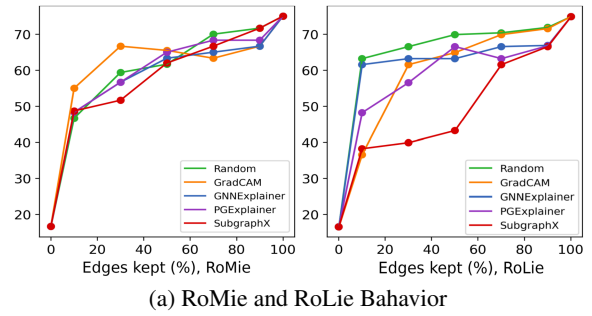 70
60
50
40
30
20
0 20 40 60 80 100
Edges kept (%), RoMie
Random
GradCAM
GNNExplainer
PGExplainer
SubgraphX
70
60
50
40
30
20
0 20 40 60 80 100
Edges kept (%), RoLie
Random
GradCAM
GNNExplainer
PGExplainer
SubgraphX
(a) RoMie and RoLie Bahavior